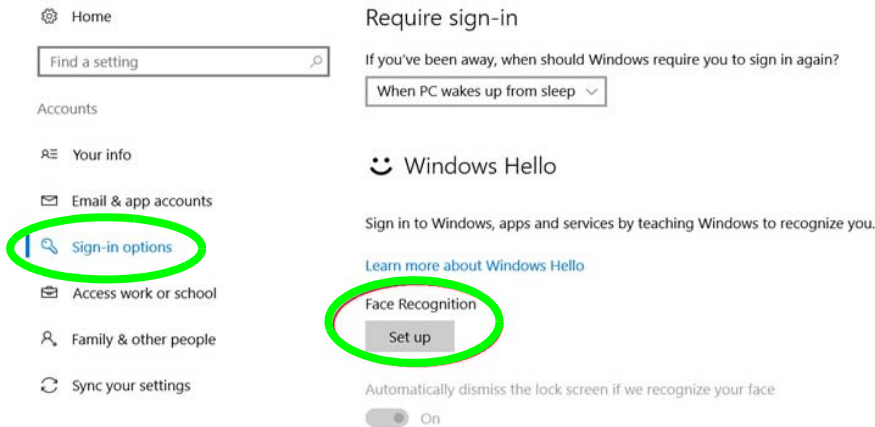 Home
Find a setting
Accounts
Your info
Email & app accounts
Sign-in options
Access work or school
Family & other people
Sync your settings
Require sign-in
If you've been away, when should Windows require you to sign in again?
When PC wakes up from sleep
Windows Hello
Sign in to Windows, apps and services by teaching Windows to recognize you.
Learn more about Windows Hello
Face Recognition
Set up
Automatically dismiss the lock screen if we recognize your face
On